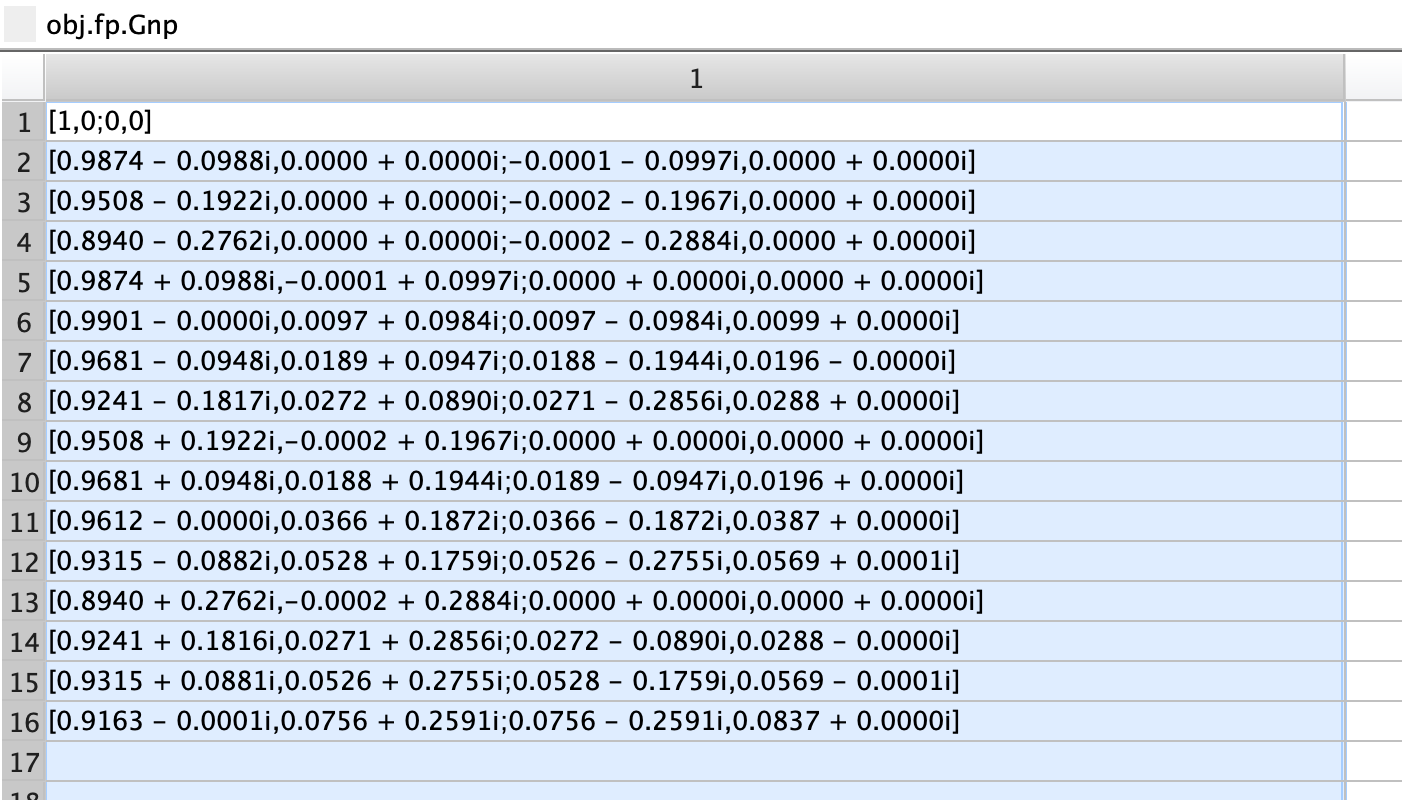 obj.fp.Gnp
1
1 [1,0;0,0]
2 [0.9874 − 0.0988i,0.0000 + 0.0000i;−0.0001 − 0.0997i,0.0000 + 0.0000i]
3 [0.9508 − 0.1922i,0.0000 + 0.0000i;−0.0002 − 0.1967i,0.0000 + 0.0000i]
4 [0.8940 − 0.2762i,0.0000 + 0.0000i;−0.0002 − 0.2884i,0.0000 + 0.0000i]
5 [0.9874 + 0.0988i,−0.0001 + 0.0997i;0.0000 + 0.0000i,0.0000 + 0.0000i]
6 [0.9901 − 0.0000i,0.0097 + 0.0984i;0.0097 − 0.0984i,0.0099 + 0.0000i]
7 [0.9681 − 0.0948i,0.0189 + 0.0947i;0.0188 − 0.1944i,0.0196 − 0.0000i]
8 [0.9241 − 0.1817i,0.0272 + 0.0890i;0.0271 − 0.2856i,0.0288 + 0.0000i]
9 [0.9508 + 0.1922i,−0.0002 + 0.1967i;0.0000 + 0.0000i,0.0000 + 0.0000i]
10 [0.9681 + 0.0948i,0.0188 + 0.1944i;0.0189 − 0.0947i,0.0196 + 0.0000i]
11 [0.9612 − 0.0000i,0.0366 + 0.1872i;0.0366 − 0.1872i,0.0387 + 0.0000i]
12 [0.9315 − 0.0882i,0.0528 + 0.1759i;0.0526 − 0.2755i,0.0569 + 0.0001i]
13 [0.8940 + 0.2762i,−0.0002 + 0.2884i;0.0000 + 0.0000i,0.0000 + 0.0000i]
14 [0.9241 + 0.1816i,0.0271 + 0.2856i;0.0272 − 0.0890i,0.0288 − 0.0000i]
15 [0.9315 + 0.0881i,0.0526 + 0.2755i;0.0528 − 0.1759i,0.0569 − 0.0001i]
16 [0.9163 − 0.0001i,0.0756 + 0.2591i;0.0756 − 0.2591i,0.0837 + 0.0000i]
17
18